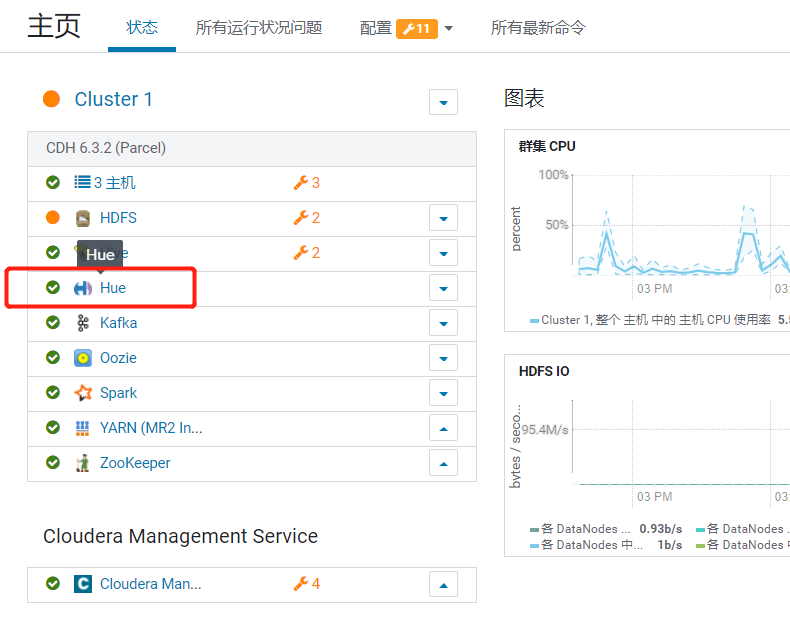 主页
状态
所有运行状况问题
配置 11
所有最新命令
Cluster 1
CDH 6.3.2 (Parcel)
3 主机 3
HDFS 2
Hue
2
Hue
Kafka
Oozie
Spark
YARN (MR2 In...
ZooKeeper
Cloudera Management Service
Cloudera Man... 4
图表
群集 CPU
percent
100%
50%
03 PM
03:
Cluster 1, 整个 主机 中的 主机 CPU 使用率 5.5
HDFS IO
bytes / seco...
95.4M/s
03 PM
03:
各 DataNodes ... 0.93b/s 各 DataNodes .
各 DataNodes 中... 1b/s 各 DataNodes 中